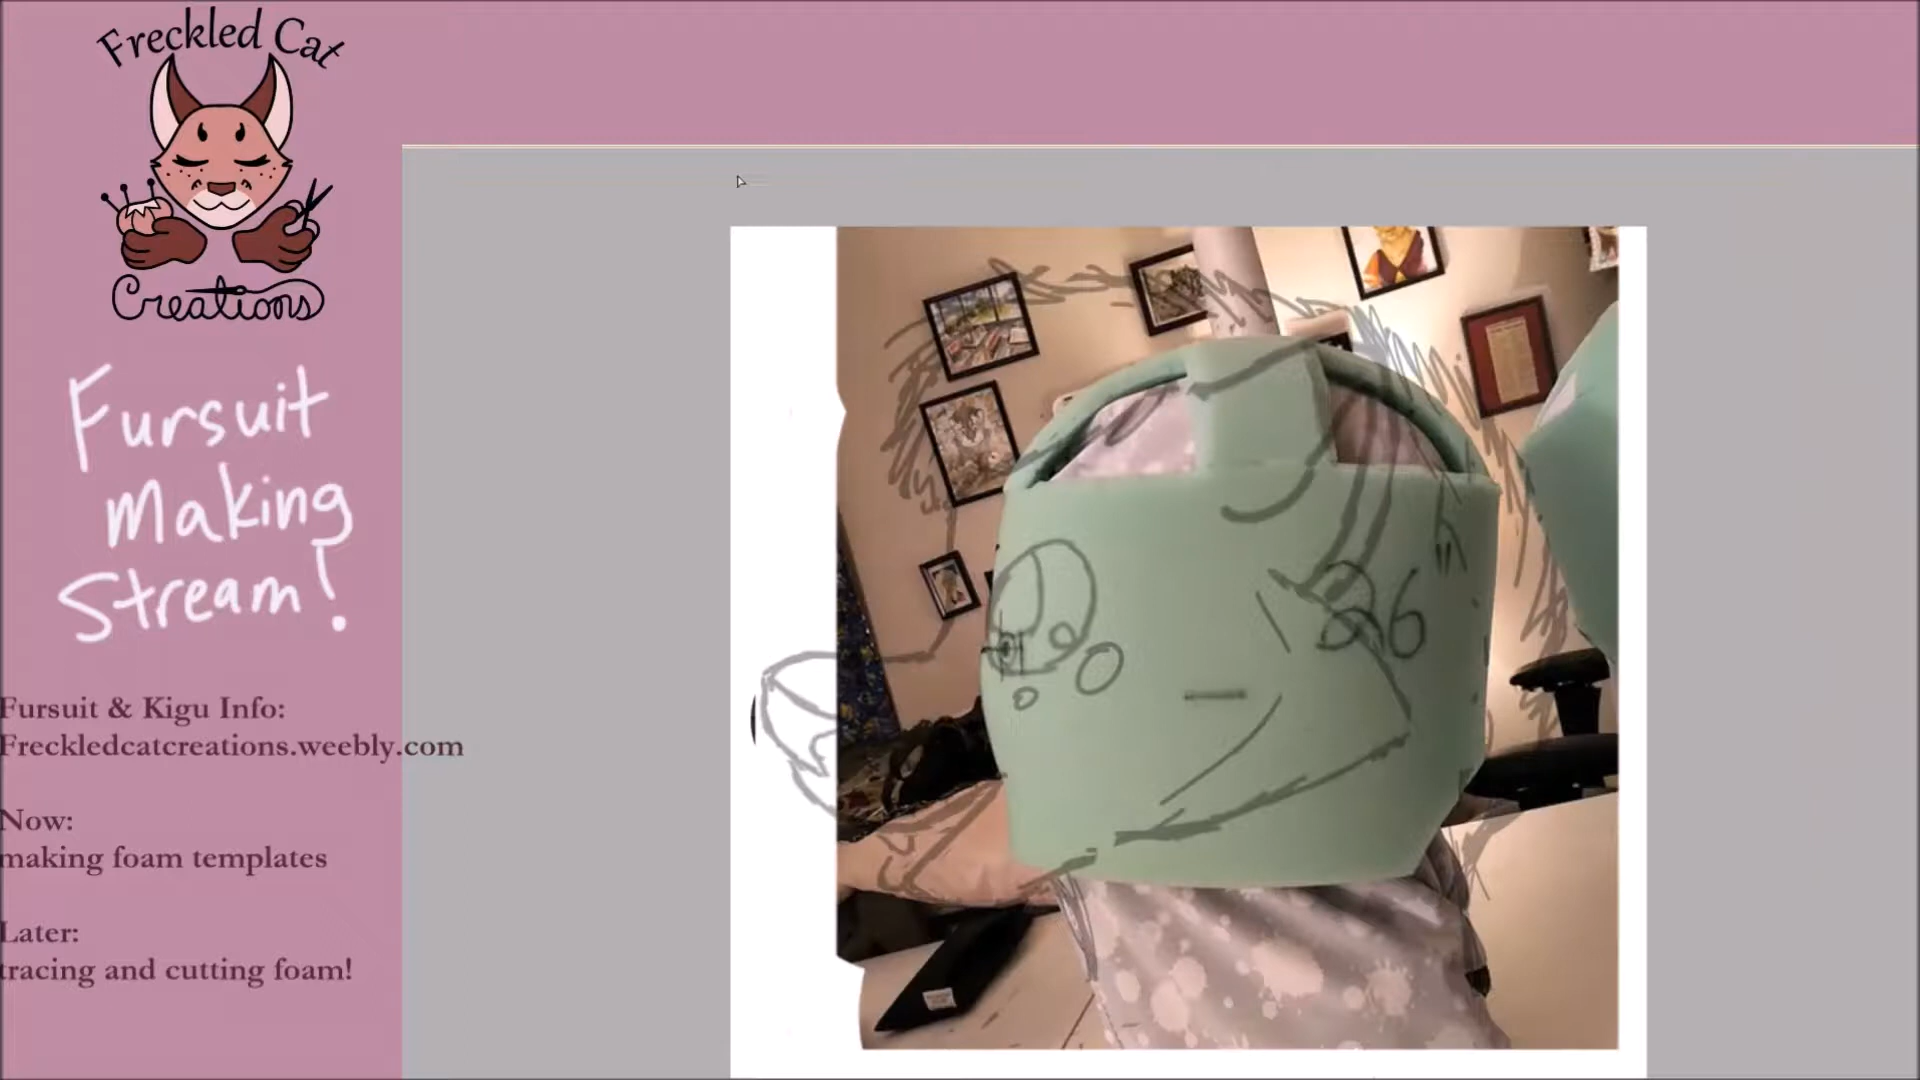 Freckled Cat
Creations
Fursuit
Making
Stream!
Fursuit & Kigu Info:
Freckledcatcreations.weebly.com
Now:
making foam templates
Later:
tracing and cutting foam!